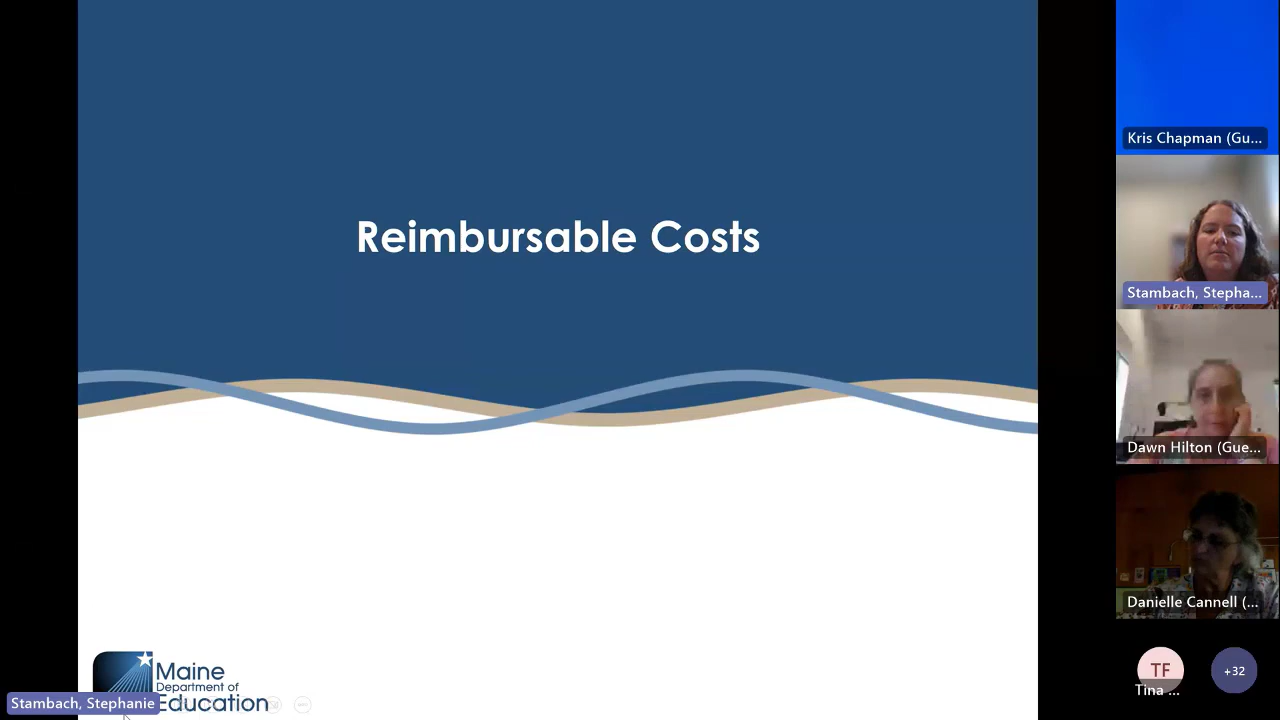 Reimbursable Costs
Maine
Department of
Education
Stambach, Stephanie
Kris Chapman (Gu...
Stambach, Stepha...
Dawn Hilton (Gue...
Danielle Cannell (...
TF
Tina ...
+32